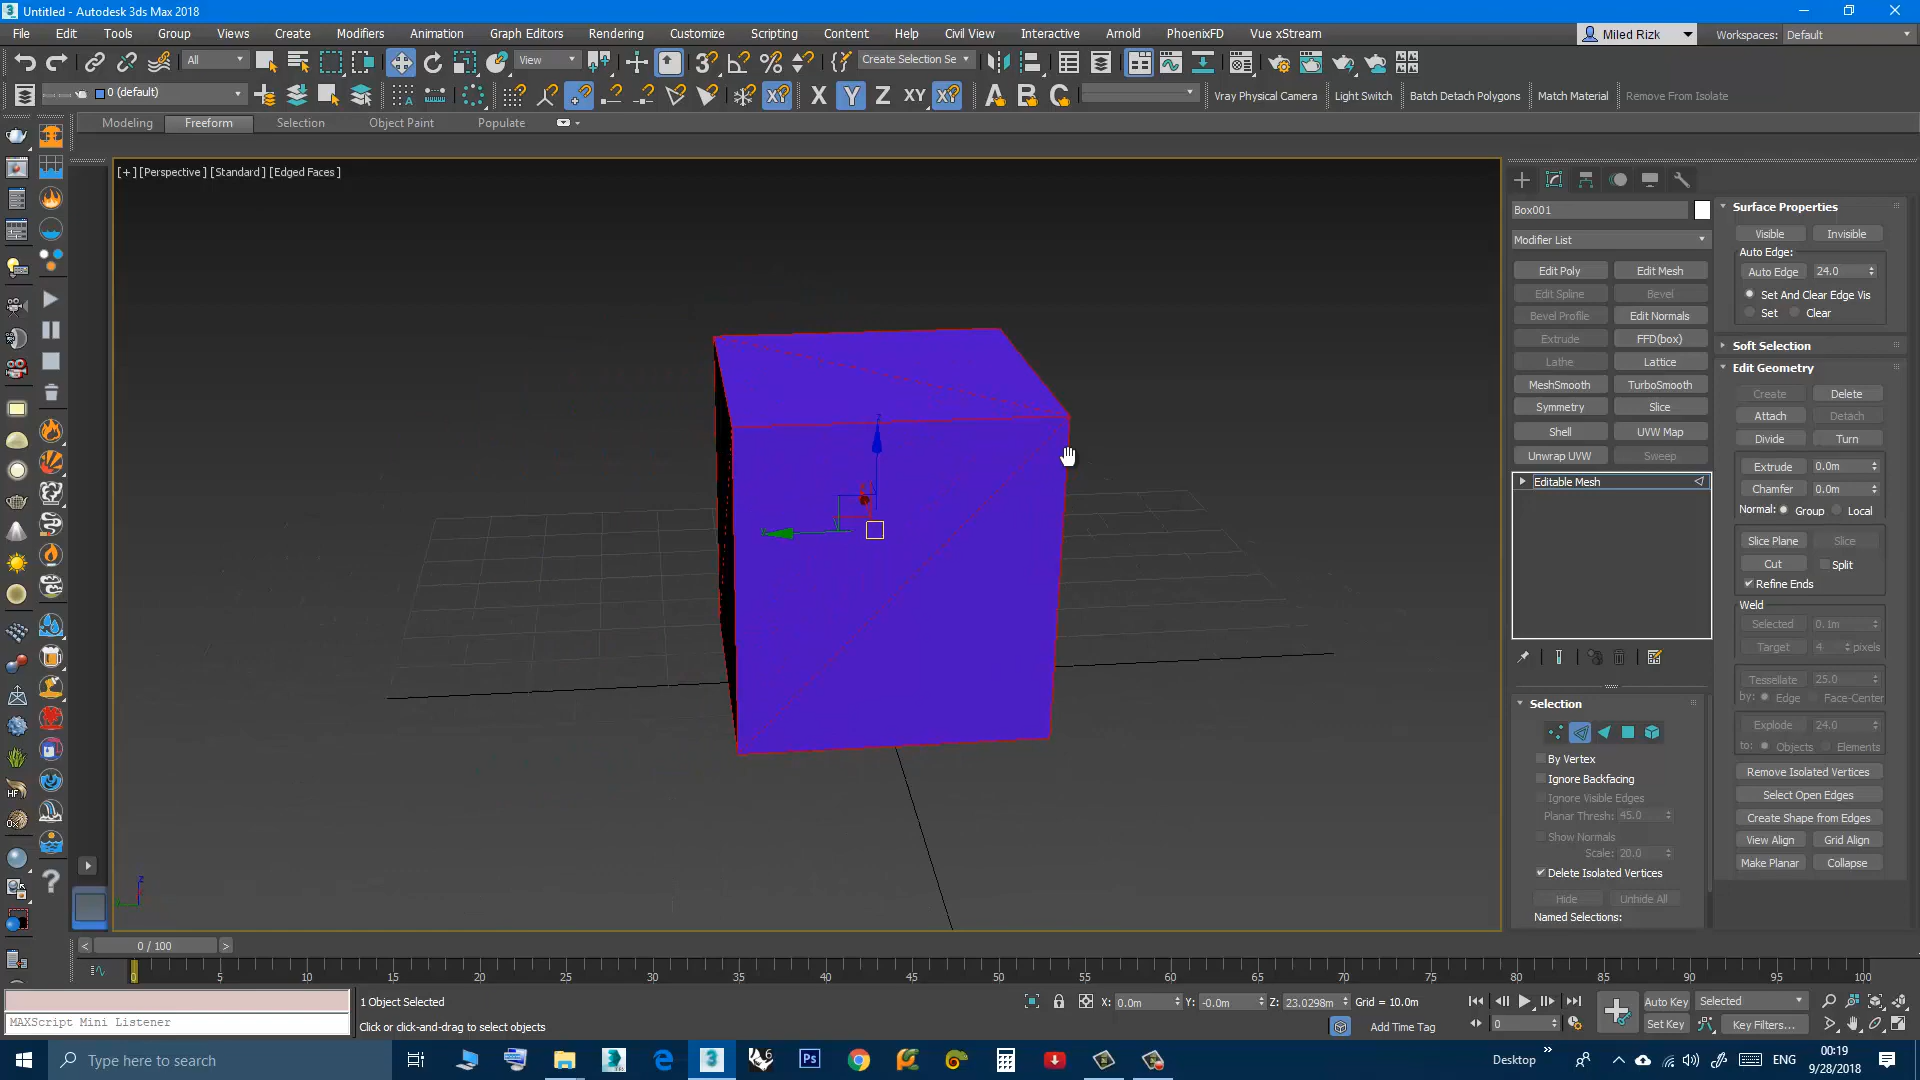 Untitled - Autodesk 3ds Max 2018
File Edit Tools Group Views Create Modifiers Animation Graph Editors Rendering Customize Scripting Content Help Civil View Interactive Arnold PhoenixFD Vue xStream Miled Rizk Workspaces: Default
All View Create Selection Se
0 (default) X Y Z XY XY A B C Vray Physical Camera Light Switch Batch Detach Polygons Match Material Remove From Isolate
Modeling Freeform Selection Object Paint Populate
[+] [Perspective ] [Standard ] [Edged Faces ]
Box001
Modifier List
Edit Poly Edit Mesh
Edit Spline Bevel
Bevel Profile Edit Normals
Extrude FFD(box)
Lathe Lattice
MeshSmooth TurboSmooth
Symmetry Slice
Shell UVW Map
Unwrap UVW Sweep
Editable Mesh
Selection
By Vertex
Ignore Backfacing
Ignore Visible Edges
Planar Thresh: 45.0
Show Normals
Scale: 20.0
Delete Isolated Vertices
Hide Unhide All
Named Selections:
Surface Properties
Visible Invisible
Auto Edge:
Auto Edge 24.0
Set And Clear Edge Vis
Set Clear
Soft Selection
Edit Geometry
Create Delete
Attach Detach
Divide Turn
Extrude 0.0m
Chamfer 0.0m
Normal: Group Local
Slice Plane Slice
Cut Split
Refine Ends
Weld
Selected 0.1m
Target 4 pixels
Tessellate 25.0
by: Edge Face-Center
Explode 24.0
to: Objects Elements
Remove Isolated Vertices
Select Open Edges
Create Shape from Edges
View Align Grid Align
Make Planar Collapse
z
< 0 / 100 >
0 5 10 15 20 25 30 35 40 45 50 55 60 65 70 75 80 85 90 95 100
MAXScript Mini Listener
1 Object Selected
Click or click-and-drag to select objects
X: 0.0m Y: -0.0m Z: 23.0298m Grid = 10.0m
Add Time Tag
0
Auto Key Selected
Set Key Key Filters...
Type here to search
Ps
Desktop
ENG
00:19
9/28/2018